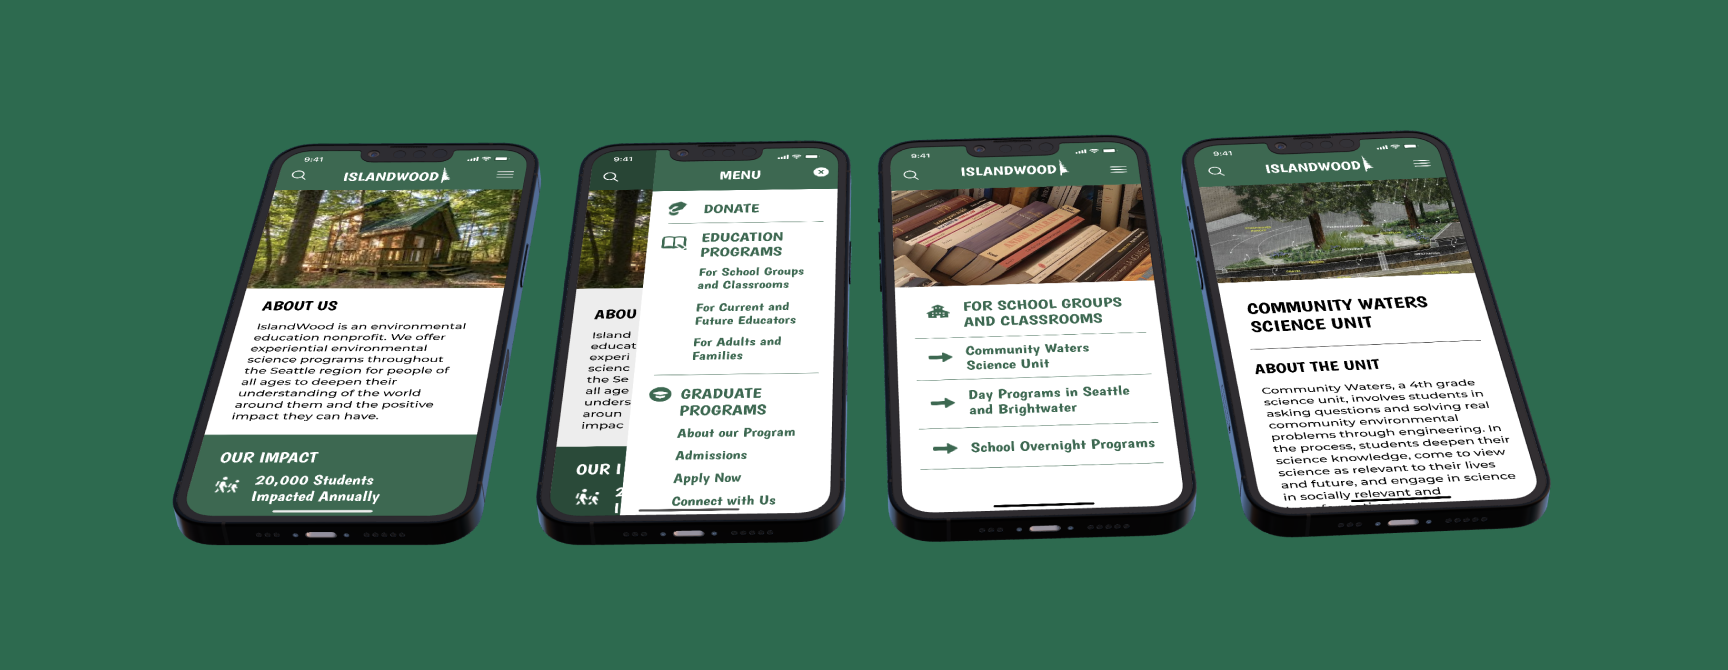 9:41
ISLANDWOOD
ABOUT US
IslandWood is an environmental
education nonprofit. We offer
experiential environmental
science programs throughout
the Seattle region for people of
all ages to deepen their
understanding of the world
around them and the positive
impact they can have.
OUR IMPACT
20,000 Students
Impacted Annually
9:41
MENU
DONATE
EDUCATION
PROGRAMS
For School Groups
and Classrooms
For Current and
Future Educators
For Adults and
Families
GRADUATE
PROGRAMS
About our Program
Admissions
Apply Now
Connect with Us
ABOU
Island
educat
experi
scienc
the Se
all age
unders
aroun
impac
OUR I
2
9:41
ISLANDWOOD
FOR SCHOOL GROUPS
AND CLASSROOMS
Community Waters
Science Unit
Day Programs in Seattle
and Brightwater
School Overnight Programs
9:41
ISLANDWOOD
COMMUNITY WATERS
SCIENCE UNIT
ABOUT THE UNIT
Community Waters, a 4th grade
science unit, involves students in
asking questions and solving real
comomunity environmental
problems through engineering. In
the process, students deepen their
science knowledge, come to view
science as relevant to their lives
and future, and engage in science
in socially relevant and